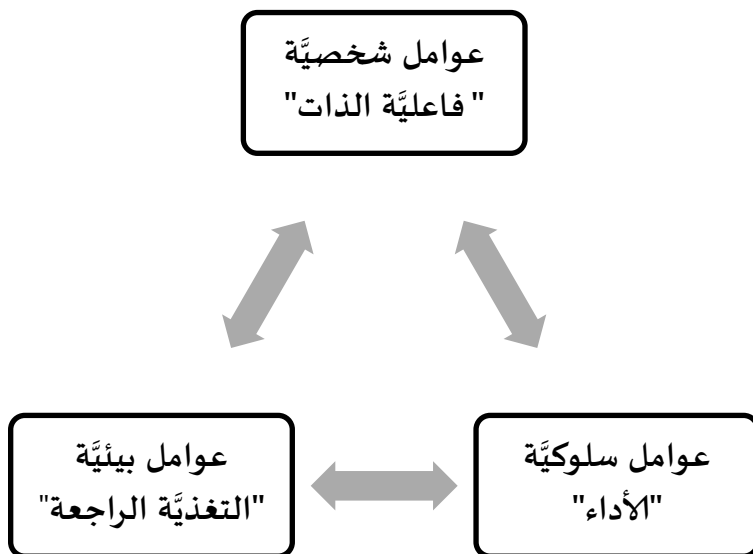 عوامل شخصيَّة
" فاعليَّة الذات"
عوامل بيئيَّة
"التغذيَّة الراجعة"
عوامل سلوكيَّة
"الأداء"